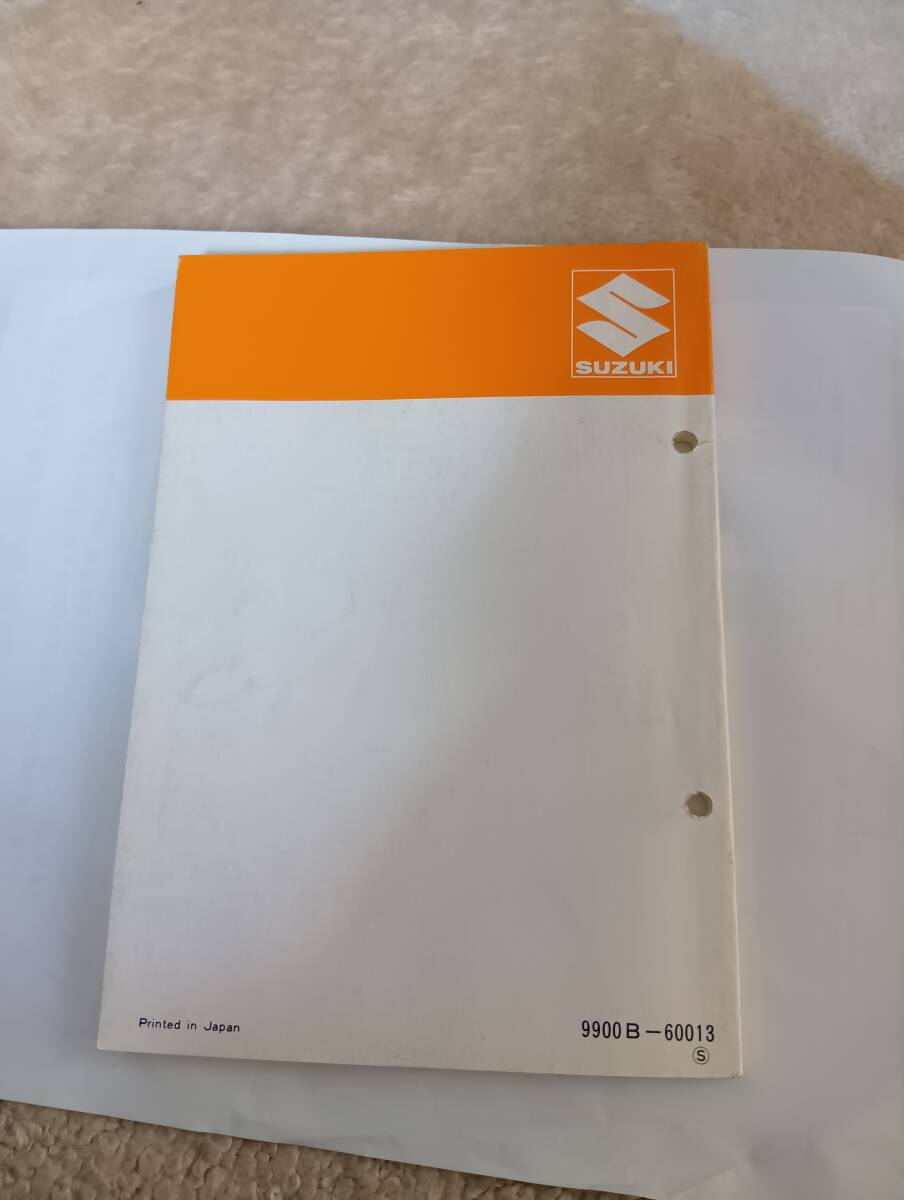 SUZUKI
Printed in Japan
9900B-60013
Ⓢ